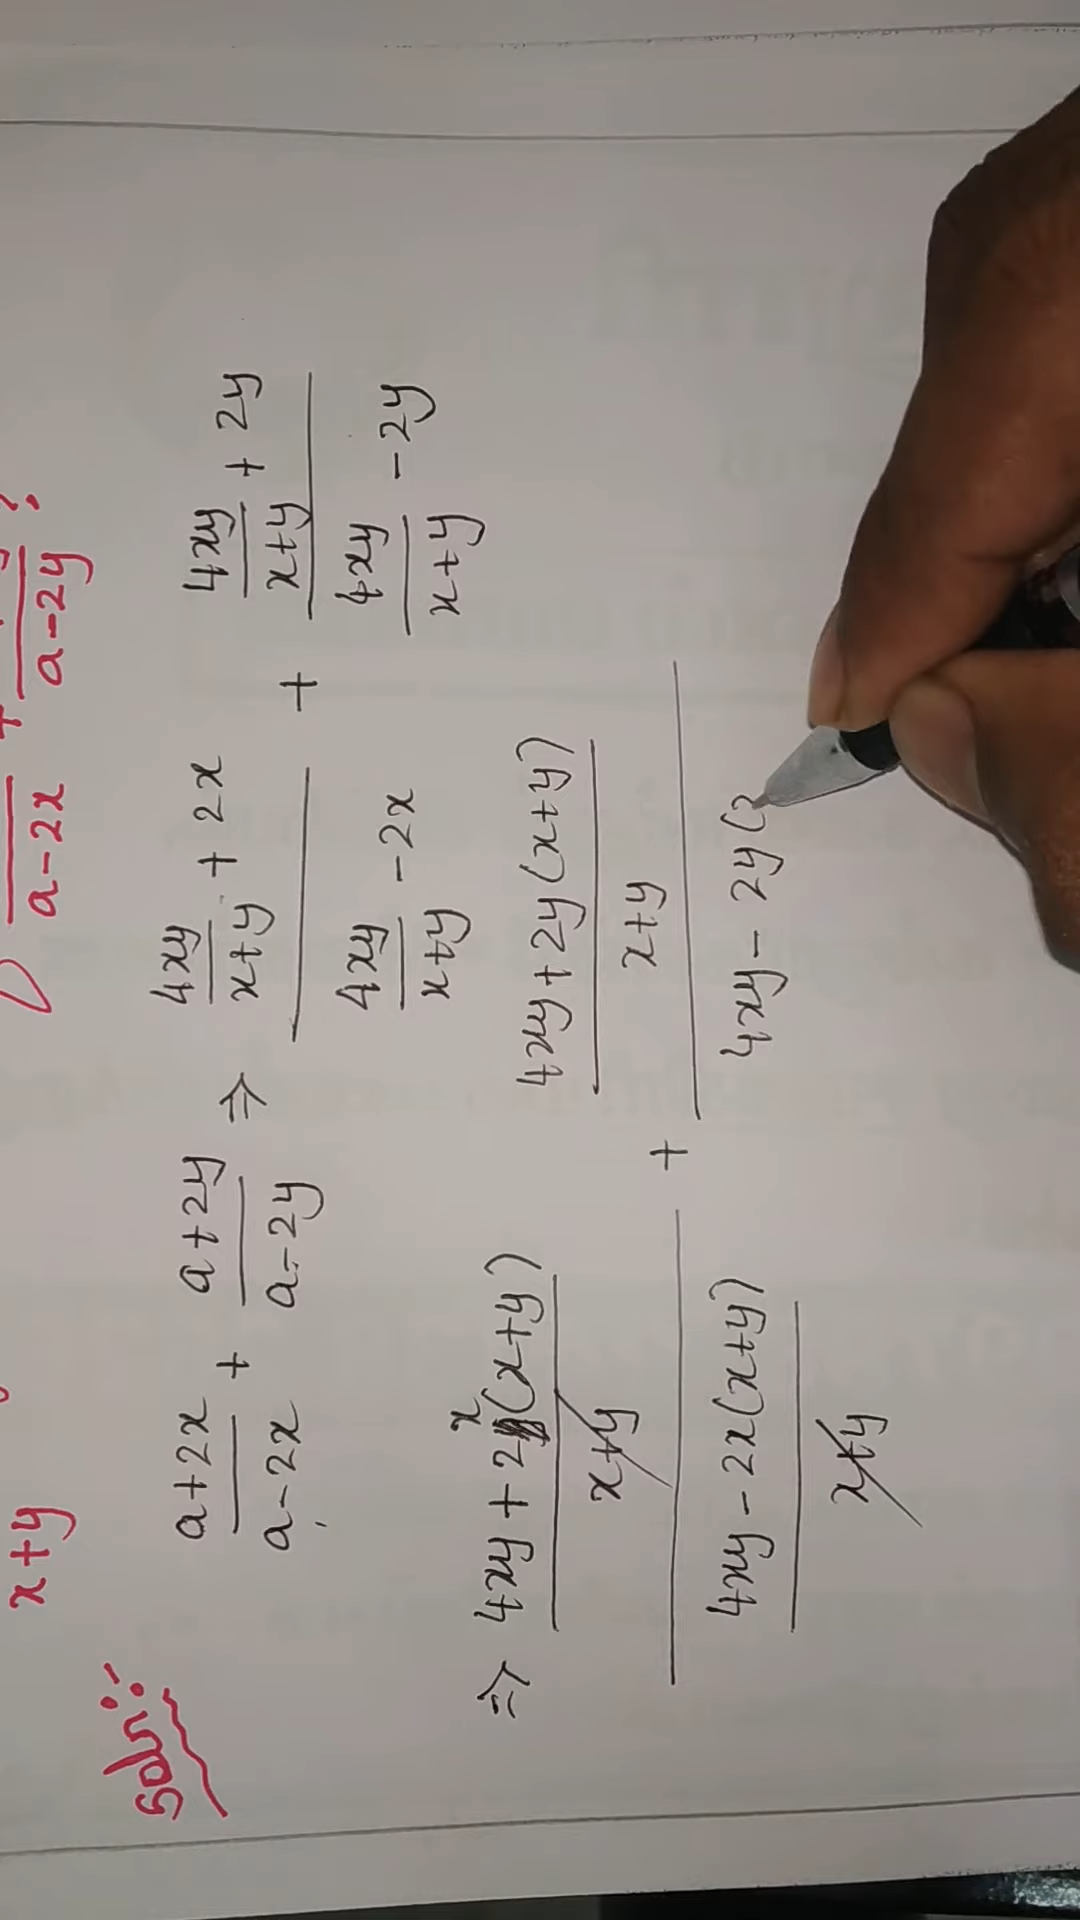 x+y
a-2x + a-2y ?
Soln:-
a+2x/a-2x + a+2y/a-2y ⇒ (4xy/x+y + 2x)/(4xy/x+y - 2x) + (4xy/x+y + 2y)/(4xy/x+y - 2y)
⇒ (4xy + 2x(x+y)/x+y)/(4xy - 2x(x+y)/x+y) + (4xy + 2y(x+y)/x+y)/(4xy - 2y(